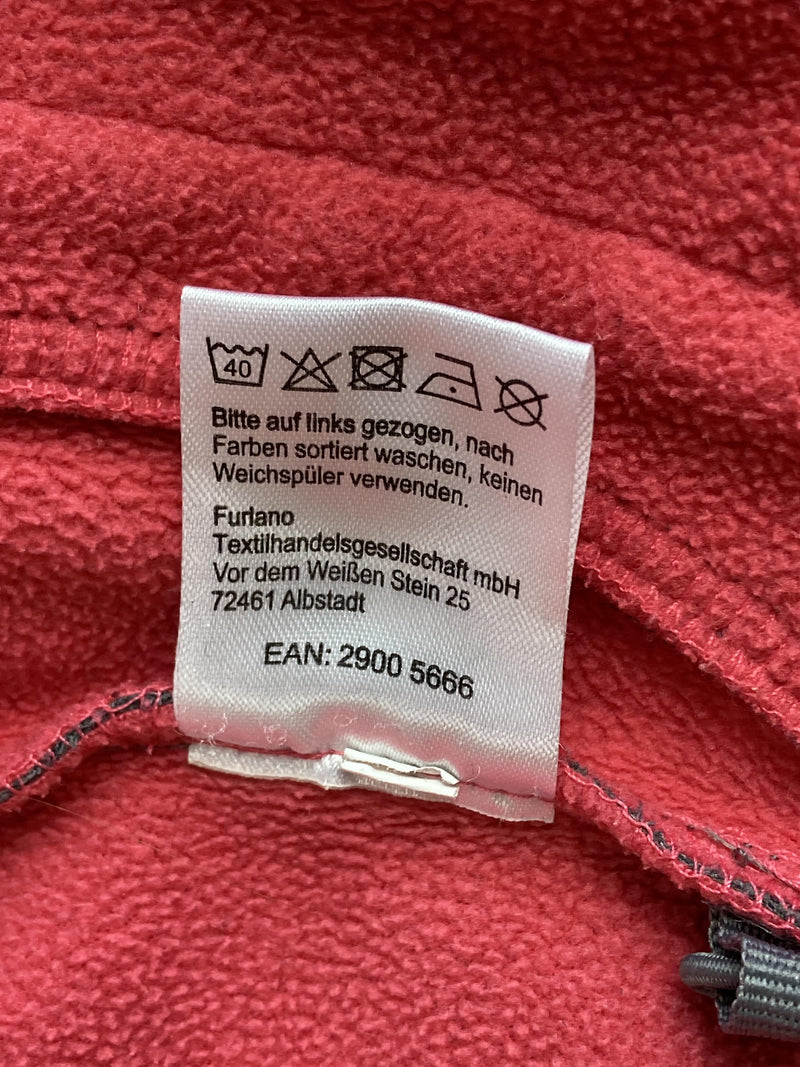 40
Bitte auf links gezogen, nach
Farben sortiert waschen, keinen
Weichspüler verwenden.
Furlano
Textilhandelsgesellschaft mbH
Vor dem Weißen Stein 25
72461 Albstadt
EAN: 2900 5666